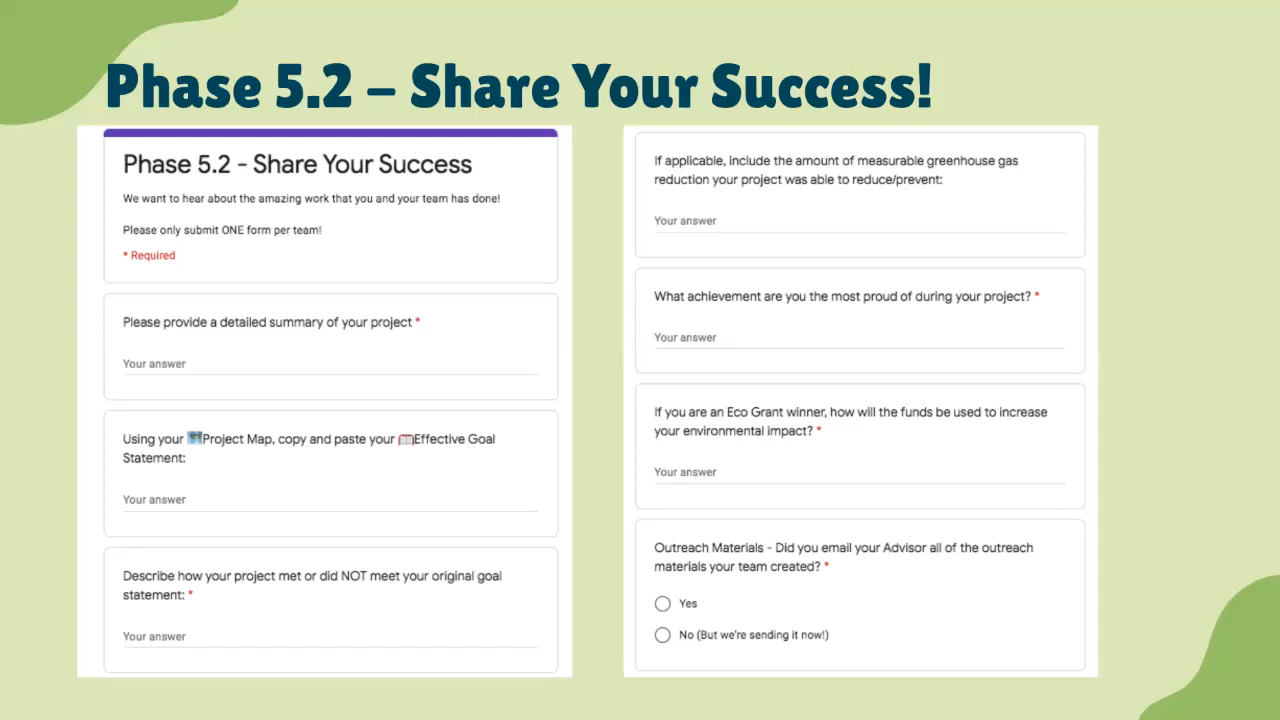 Phase 5.2 – Share Your Success!
Phase 5.2 - Share Your Success
We want to hear about the amazing work that you and your team has done!
Please only submit ONE form per team!
* Required
Please provide a detailed summary of your project *
Your answer
Using your Project Map, copy and paste your Effective Goal
Statement:
Your answer
Describe how your project met or did NOT meet your original goal
statement: *
Your answer
If applicable, include the amount of measurable greenhouse gas
reduction your project was able to reduce/prevent:
Your answer
What achievement are you the most proud of during your project? *
Your answer
If you are an Eco Grant winner, how will the funds be used to increase
your environmental impact? *
Your answer
Outreach Materials - Did you email your Advisor all of the outreach
materials your team created? *
Yes
No (But we're sending it now!)